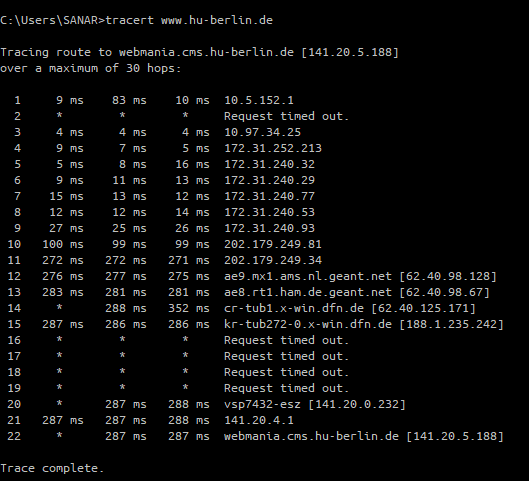 C:\Users\SANAR>tracert www.hu-berlin.de
Tracing route to webmania.cms.hu-berlin.de [141.20.5.188]
over a maximum of 30 hops:
1 9 ms 83 ms 10 ms 10.5.152.1
2 * * * Request timed out.
3 4 ms 4 ms 4 ms 10.97.34.25
4 9 ms 7 ms 5 ms 172.31.252.213
5 5 ms 8 ms 16 ms 172.31.240.32
6 9 ms 11 ms 13 ms 172.31.240.29
7 15 ms 13 ms 12 ms 172.31.240.77
8 12 ms 12 ms 14 ms 172.31.240.53
9 27 ms 25 ms 26 ms 172.31.240.93
10 100 ms 99 ms 99 ms 202.179.249.81
11 272 ms 272 ms 271 ms 202.179.249.34
12 276 ms 277 ms 275 ms ae9.mx1.ams.nl.geant.net [62.40.98.128]
13 283 ms 281 ms 281 ms ae8.rt1.ham.de.geant.net [62.40.98.67]
14 * 288 ms 352 ms cr-tub1.x-win.dfn.de [62.40.125.171]
15 287 ms 286 ms 286 ms kr-tub272-0.x-win.dfn.de [188.1.235.242]
16 * * * Request timed out.
17 * * * Request timed out.
18 * * * Request timed out.
19 * * * Request timed out.
20 * 287 ms 288 ms vsp7432-esz [141.20.0.232]
21 287 ms 287 ms 288 ms 141.20.4.1
22 * 287 ms 287 ms webmania.cms.hu-berlin.de [141.20.5.188]
Trace complete.